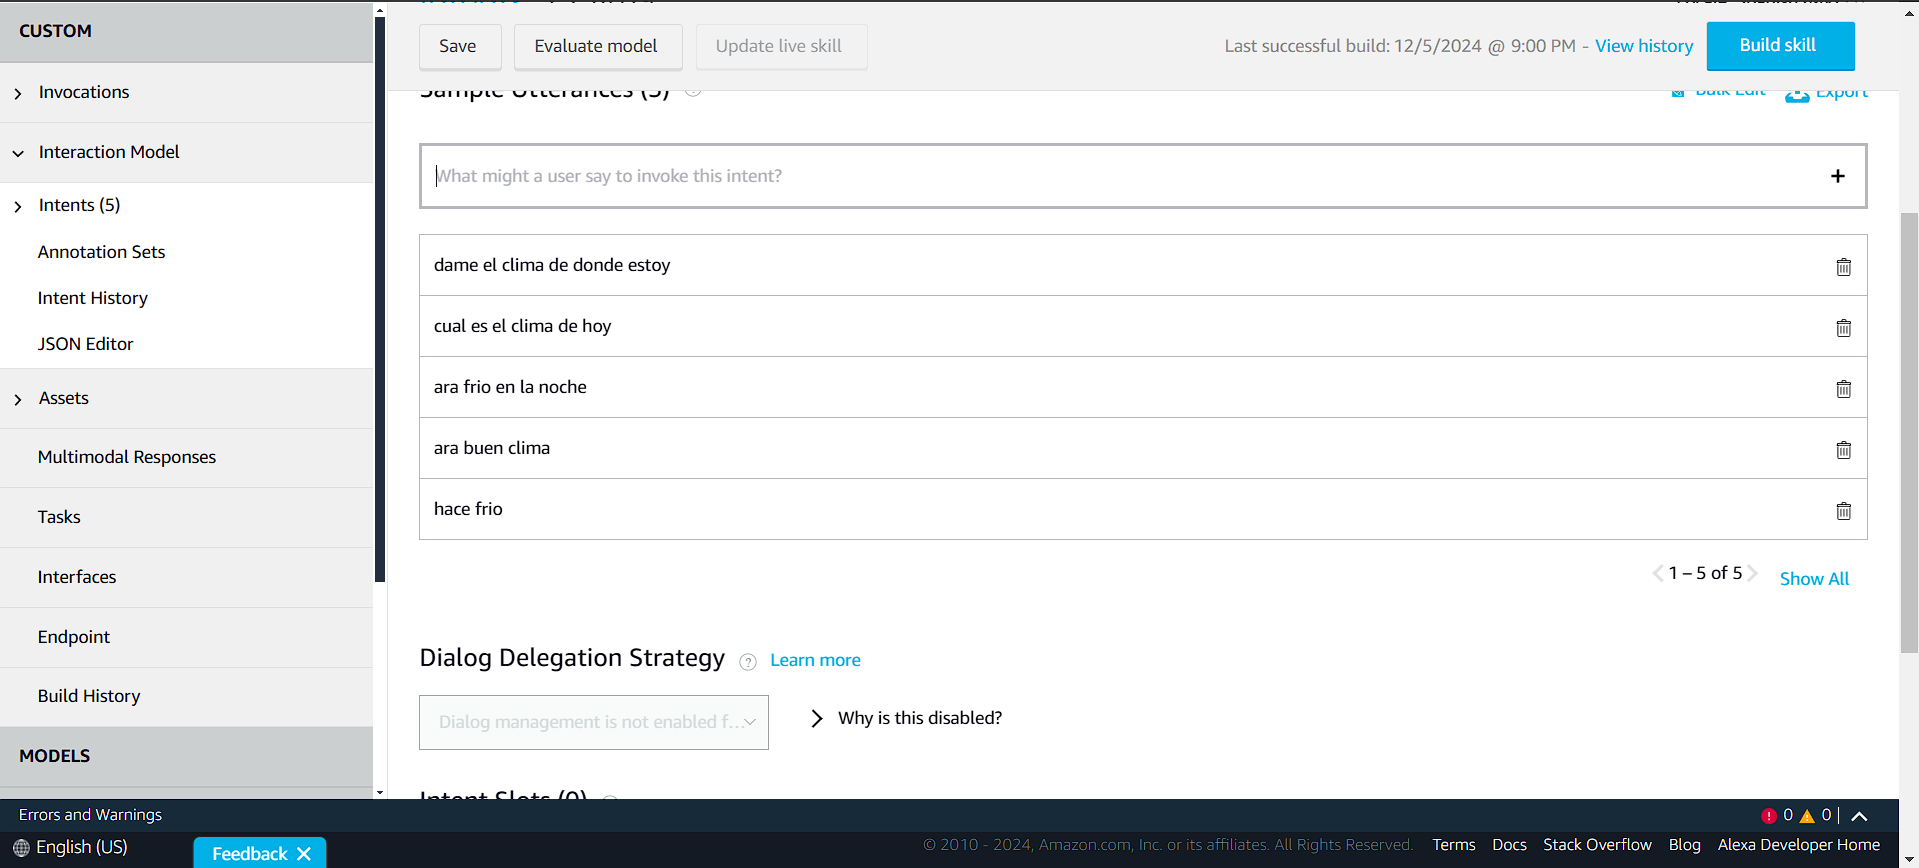 CUSTOM
Invocations
Interaction Model
Intents (5)
Annotation Sets
Intent History
JSON Editor
Assets
Multimodal Responses
Tasks
Interfaces
Endpoint
Build History
MODELS
Save
Evaluate model
Update live skill
Last successful build: 12/5/2024 @ 9:00 PM - View history
Build skill
Sample Utterances (5)
Bulk Edit
Export
What might a user say to invoke this intent?
dame el clima de donde estoy
cual es el clima de hoy
ara frio en la noche
ara buen clima
hace frio
1 – 5 of 5
Show All
Dialog Delegation Strategy
Learn more
Dialog management is not enabled f...
Why is this disabled?
Intent Slots (0)
Errors and Warnings
0
0
English (US)
Feedback
© 2010 - 2024, Amazon.com, Inc. or its affiliates. All Rights Reserved.
Terms
Docs
Stack Overflow
Blog
Alexa Developer Home